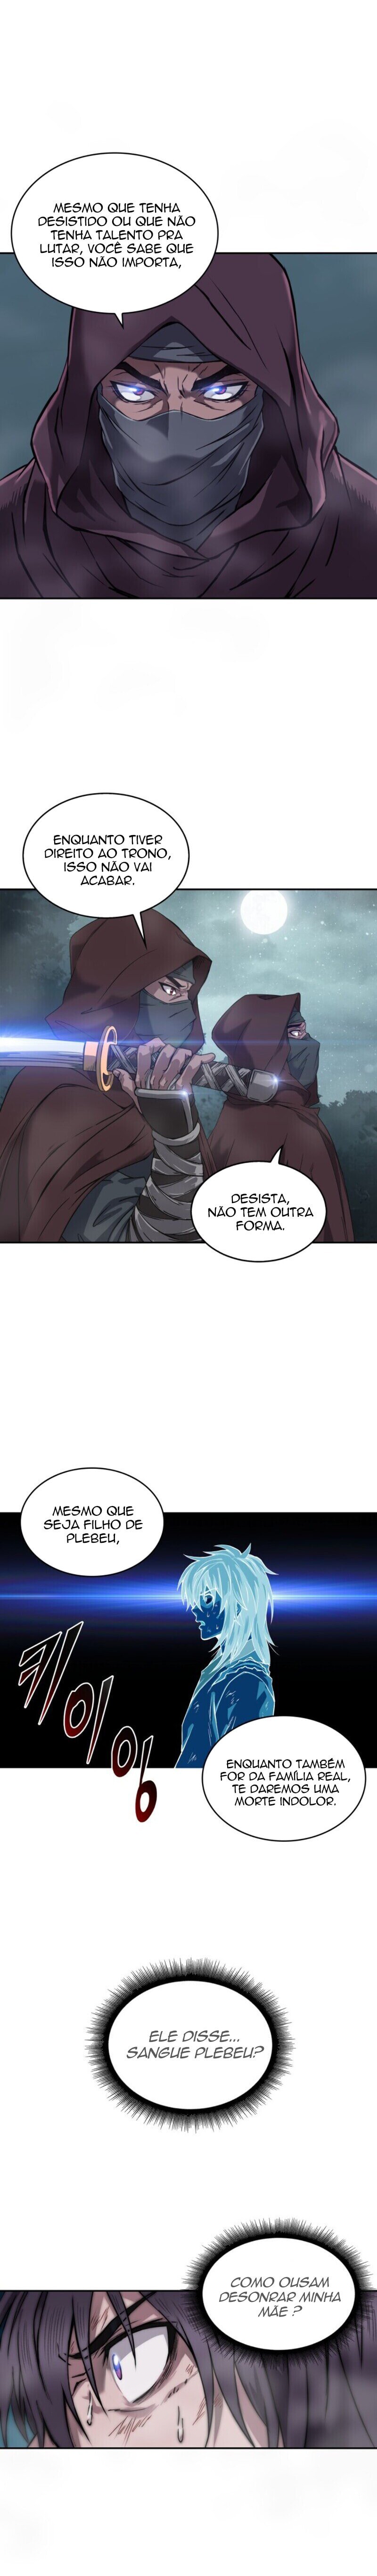 MESMO QUE TENHA
DESISTIDO OU QUE NÃO
TENHA TALENTO PRA
LUTAR, VOCÊ SABE QUE
ISSO NÃO IMPORTA,
ENQUANTO TIVER
DIREITO AO TRONO,
ISSO NÃO VAI
ACABAR.
DESISTA,
NÃO TEM OUTRA
FORMA.
MESMO QUE
SEJA FILHO DE
PLEBEU,
키이잉
ENQUANTO TAMBÉM
FOR DA FAMÍLIA REAL,
TE DAREMOS UMA
MORTE INDOLOR.
ELE DISSE...
SANGUE PLEBEU?
COMO OUSAM
DESONRAR MINHA
MÃE ?